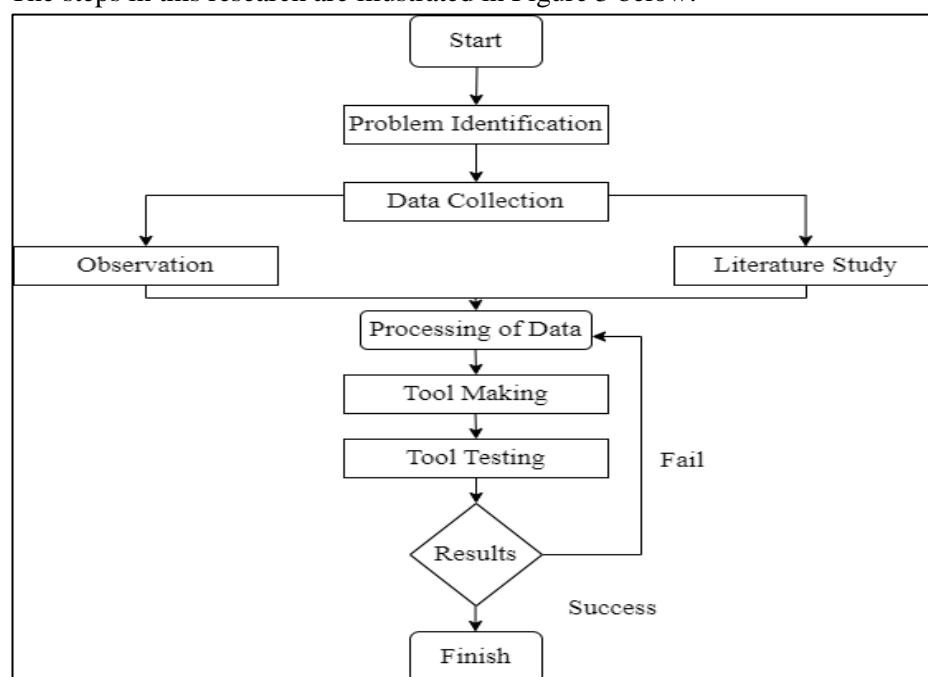 The steps in this research are illustrated in Figure 3 below.
Start
Problem Identification
Data Collection
Observation
Literature Study
Processing of Data
Tool Making
Tool Testing
Fail
Results
Success
Finish